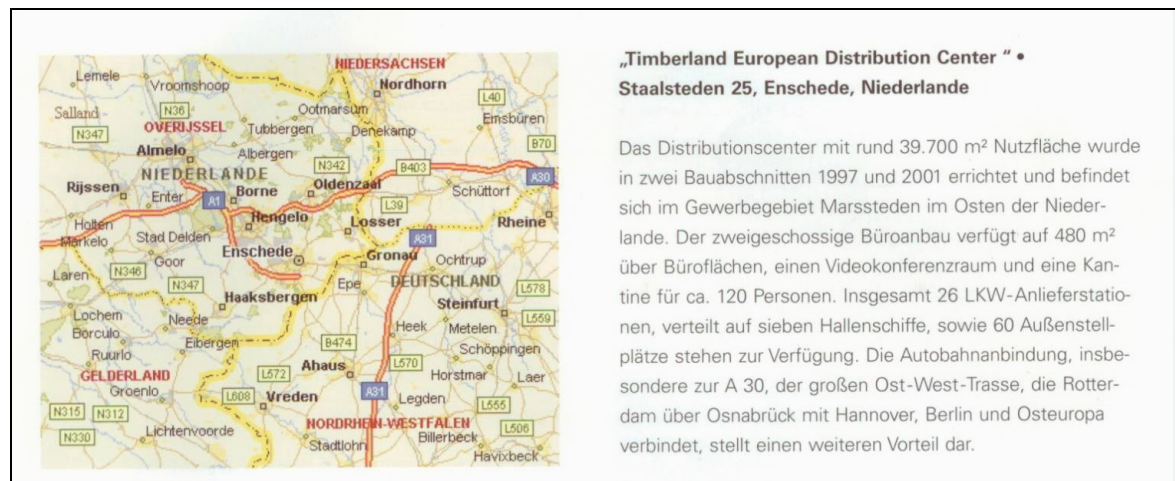 „Timberland European Distribution Center “ •
Staalsteden 25, Enschede, Niederlande
Das Distributionscenter mit rund 39.700 m² Nutzfläche wurde
in zwei Bauabschnitten 1997 und 2001 errichtet und befindet
sich im Gewerbegebiet Marssteden im Osten der Nieder-
lande. Der zweigeschossige Büroanbau verfügt auf 480 m²
über Büroflächen, einen Videokonferenzraum und eine Kan-
tine für ca. 120 Personen. Insgesamt 26 LKW-Anlieferstatio-
nen, verteilt auf sieben Hallenschiffe, sowie 60 Außenstell-
plätze stehen zur Verfügung. Die Autobahnanbindung, insbe-
sondere zur A 30, der großen Ost-West-Trasse, die Rotter-
dam über Osnabrück mit Hannover, Berlin und Osteuropa
verbindet, stellt einen weiteren Vorteil dar.
NIEDERSACHSEN
Lemele
Vroomshoop
Nordhorn
L40
Salland
N36
Ootmarsum
Emsbüren
N347
OVERIJSSEL
Tubbergen
Denekamp
B70
Almelo
Albergen
N342
B403
NIEDERLANDE
A30
Rijssen
Enter
Borne
Oldenzaal
Schüttorf
A1
L39
Holten
Hengelo
Losser
Rheine
Markelo
Stad Delden
A31
Enschede
Gronau
Ochtrup
N346
Goor
Laren
N347
Epe
DEUTSCHLAND
L578
Haaksbergen
Steinfurt
Lochem
Neede
L559
Borculo
Heek
Metelen
Eibergen
B474
Schöppingen
Ruurlo
L570
Ahaus
GELDERLAND
L572
Horstmar
Laer
Groenlo
A31
L608
Vreden
Legden
L555
N315
N312
NORDRHEIN-WESTFALEN
L506
N330
Lichtenvoorde
Billerbeck
Stadtlohn
Havixbeck